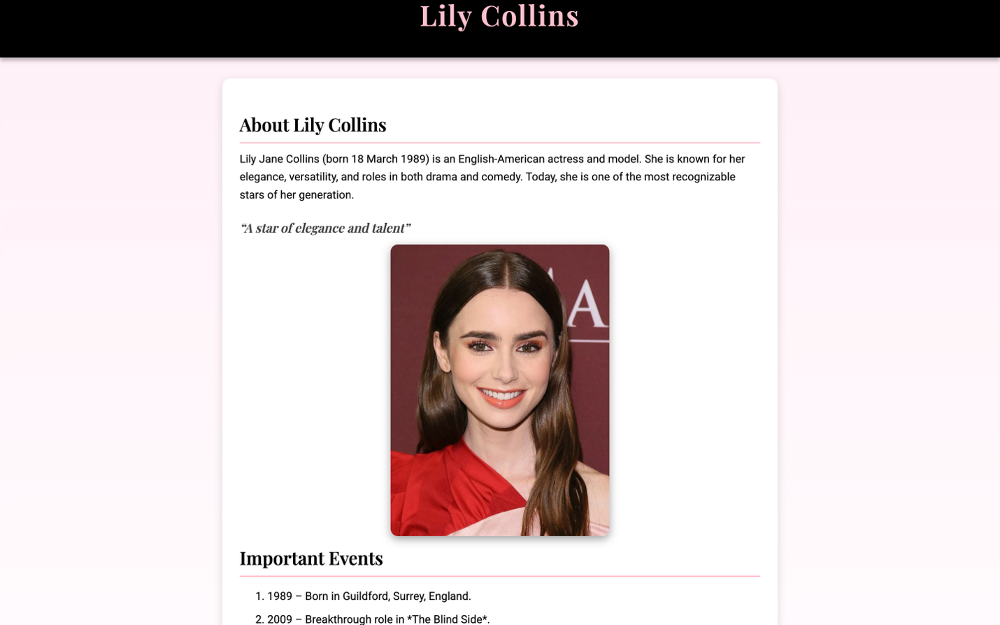 Lily Collins
About Lily Collins
Lily Jane Collins (born 18 March 1989) is an English-American actress and model. She is known for her
elegance, versatility, and roles in both drama and comedy. Today, she is one of the most recognizable
stars of her generation.
“A star of elegance and talent”
A
Important Events
1. 1989 – Born in Guildford, Surrey, England.
2. 2009 – Breakthrough role in *The Blind Side*.